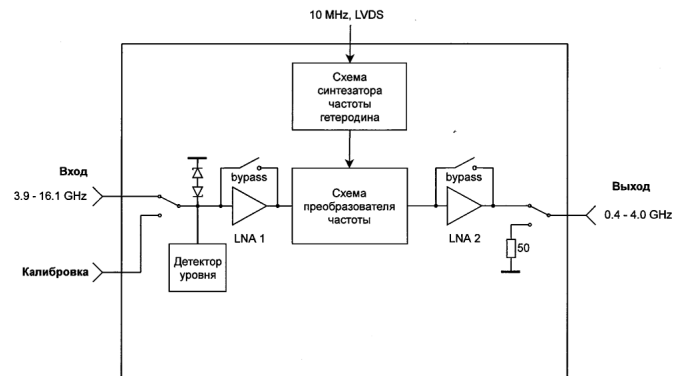 10 MHz, LVDS
Схема
синтезатора
частоты
гетеродина
Вход
3.9 - 16.1 GHz
bypass
LNA 1
Схема
преобразователя
частоты
bypass
LNA 2
Выход
0.4 - 4.0 GHz
50
Калибровка
Детектор
уровня